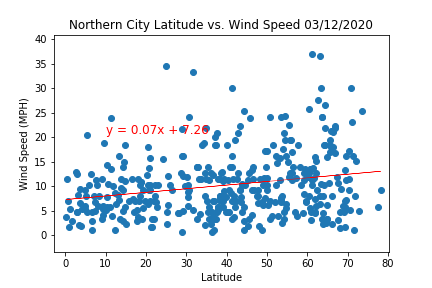 Northern City Latitude vs. Wind Speed 03/12/2020
40
35
30
25
20
15
10
5
0
Wind Speed (MPH)
y = 0.07x + 7.26
0 10 20 30 40 50 60 70 80
Latitude